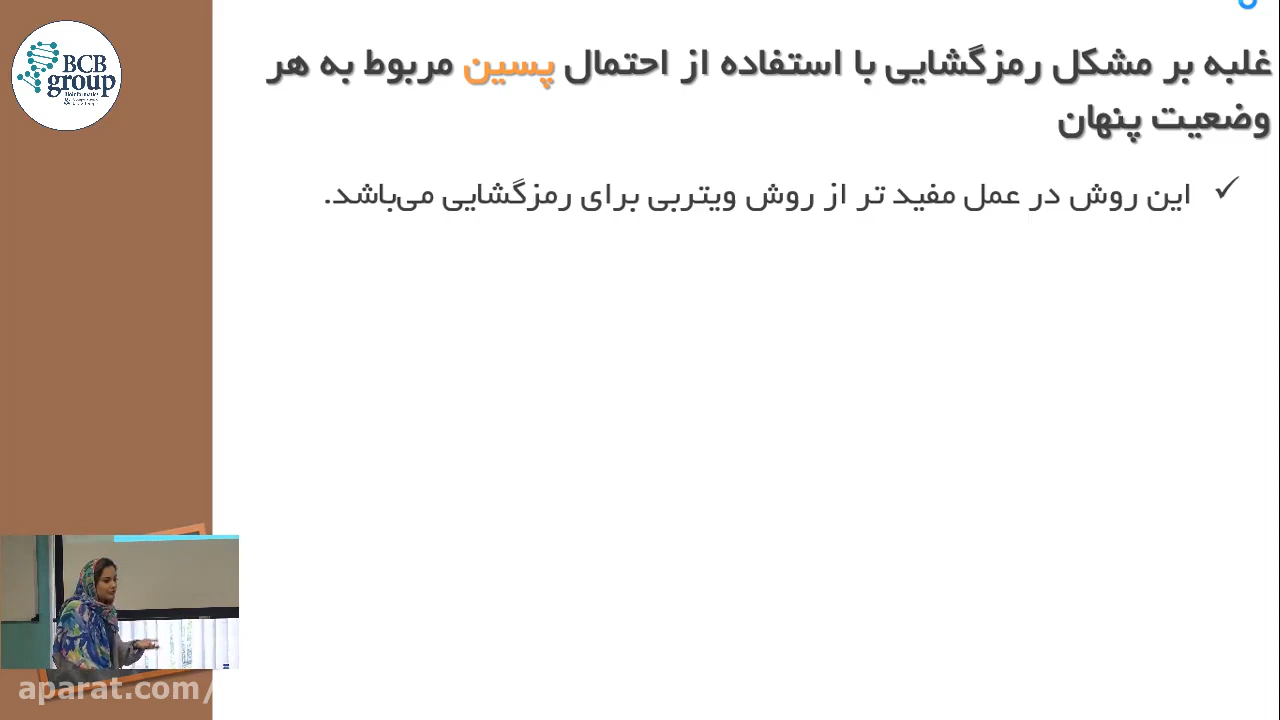 BCB
group
Bioinformatics
غلبه بر مشکل رمزگشایی با استفاده از احتمال پسین مربوط به هر
وضعیت پنهان
✓ این روش در عمل مفید تر از روش ویتربی برای رمزگشایی می‌باشد.
aparat.com/